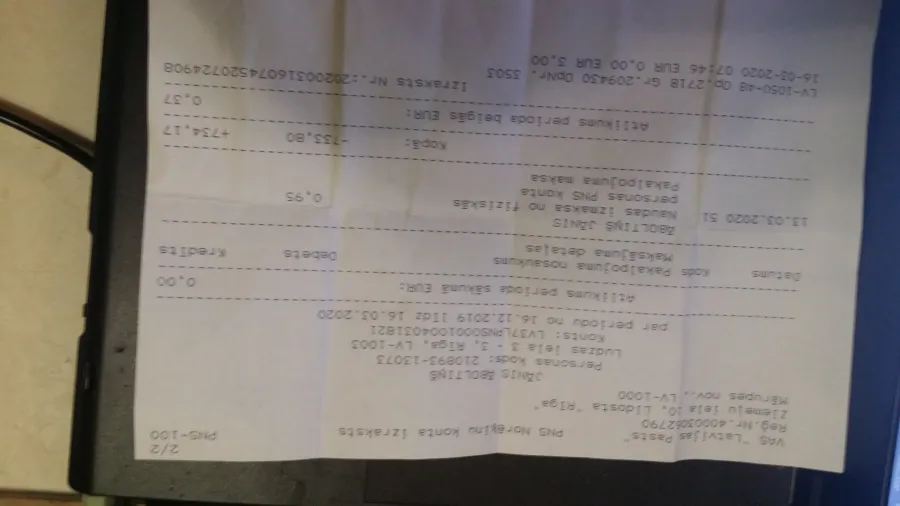 2/2
VAS "Latvijas Pasts" PNS Norēķinu konta izraksts PNS-100
Reģ.Nr.40003052790
Ziemeļu iela 10, Lidosta "Rīga"
Mārupes nov., LV-1000
JĀNIS ĀBOLTIŅŠ
Personas kods: 210893-13073
Ludzas iela 3 - 3, Rīga, LV-1003
Konts: LV37LPNS0001004031821
par periodu no 16.12.2019 līdz 16.03.2020
Atlikums perioda sākumā EUR: 0,00
Datums Kods Pakalpojuma nosaukums Debets Kredīts
Maksājuma detaļas
ĀBOLTIŅŠ JĀNIS
13.03.2020 51 Naudas izmaksa no fiziskās 0,95
personas PNS konta
Pakalpojuma maksa
Kopā: -733,80 +734,17
Atlikums perioda beigās EUR: 0,37
Izraksts Nr.:20200316074520724908
LV-1050-48 Op.2718 Gr.209430 OpNr. 3503
16-03-2020 07:46 EUR 0,00 EUR 3,00